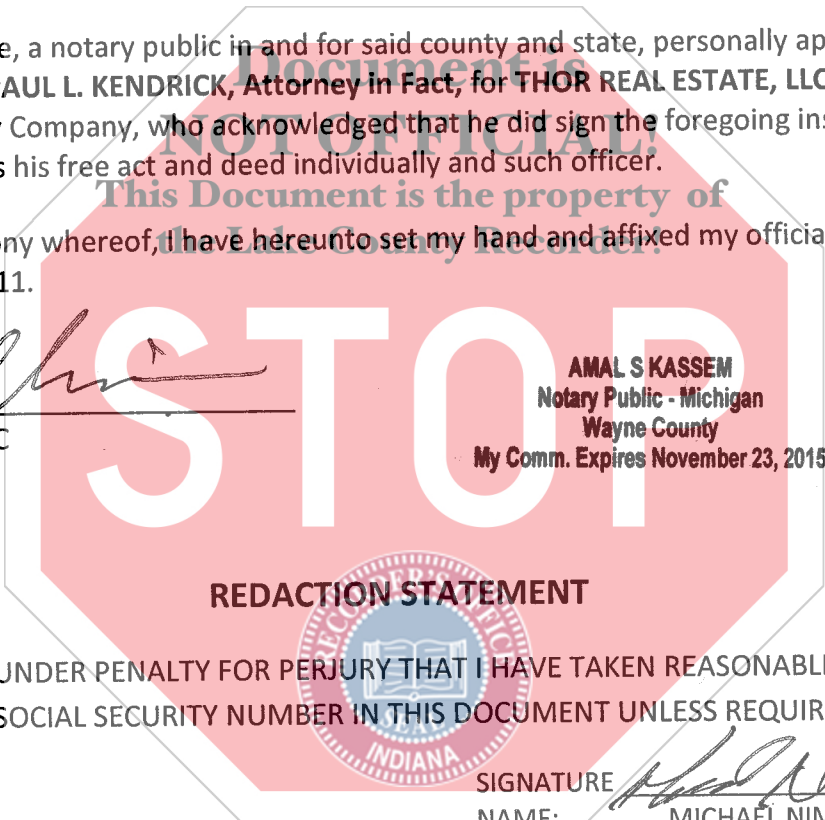 e, a notary public in and for said county and state, personally ap
Document is
AUL L. KENDRICK, Attorney in Fact, for THOR REAL ESTATE, LLC
NOT OFFICIAL!
Company, who acknowledged that he did sign the foregoing ins
s his free act and deed individually and such officer.
This Document is the property of
the Lake County Recorder!
ny whereof, I have hereunto set my hand and affixed my officia
11.
STOP
AMAL S KASSEM
Notary Public - Michigan
Wayne County
C
My Comm. Expires November 23, 2015
REDACTION STATEMENT
RECORDER'S OFFICE
UNDER PENALTY FOR PERJURY THAT I HAVE TAKEN REASONABL
SOCIAL SECURITY NUMBER IN THIS DOCUMENT UNLESS REQUIR
SEAL
INDIANA
SIGNATURE
NAME: MICHAEL NIM